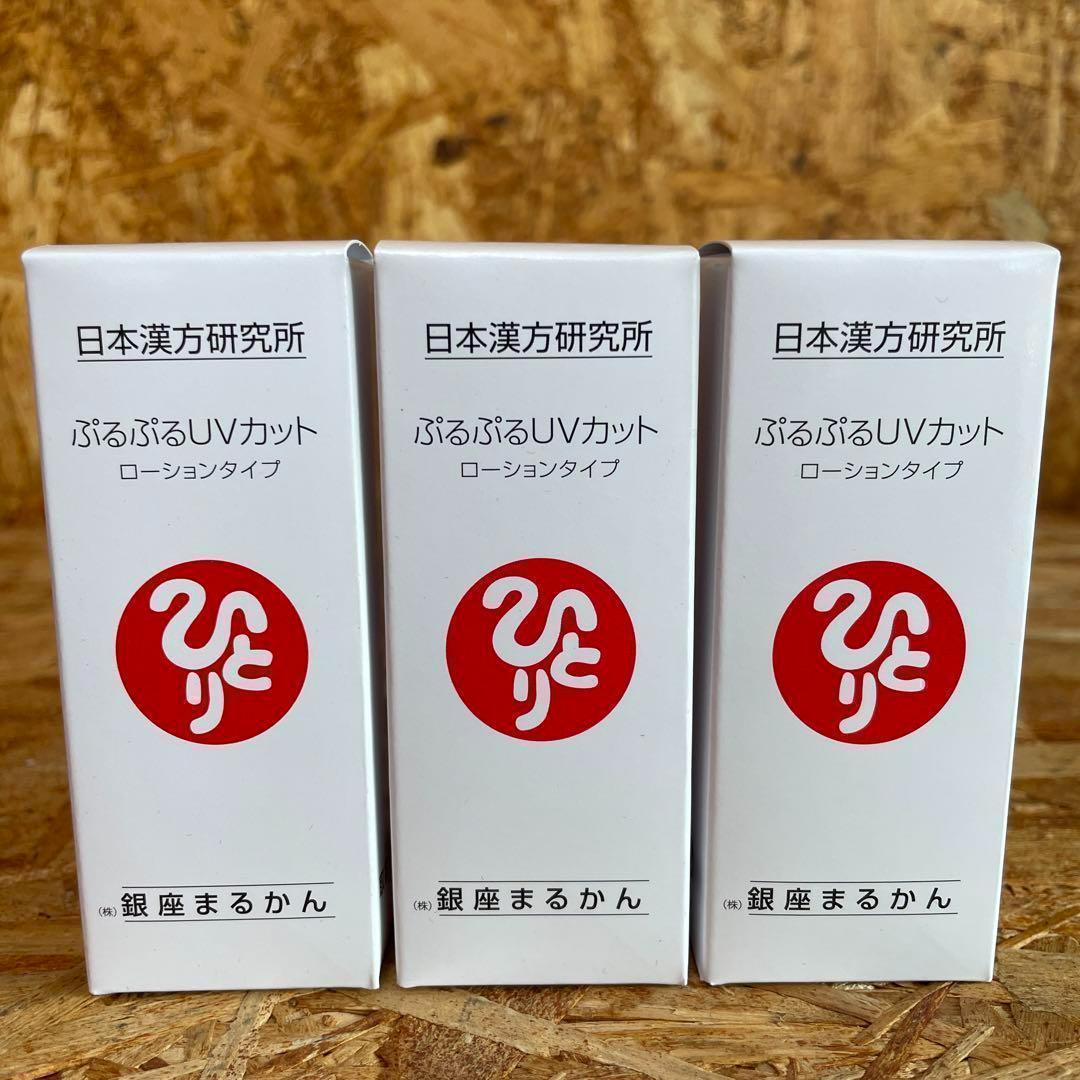 日本漢方研究所
ぷるぷるUVカット
ローションタイプ
ひとり
(株)銀座まるかん
日本漢方研究所
ぷるぷるUVカット
ローションタイプ
ひとり
(株)銀座まるかん
日本漢方研究所
ぷるぷるUVカット
ローションタイプ
ひとり
(株)銀座まるかん